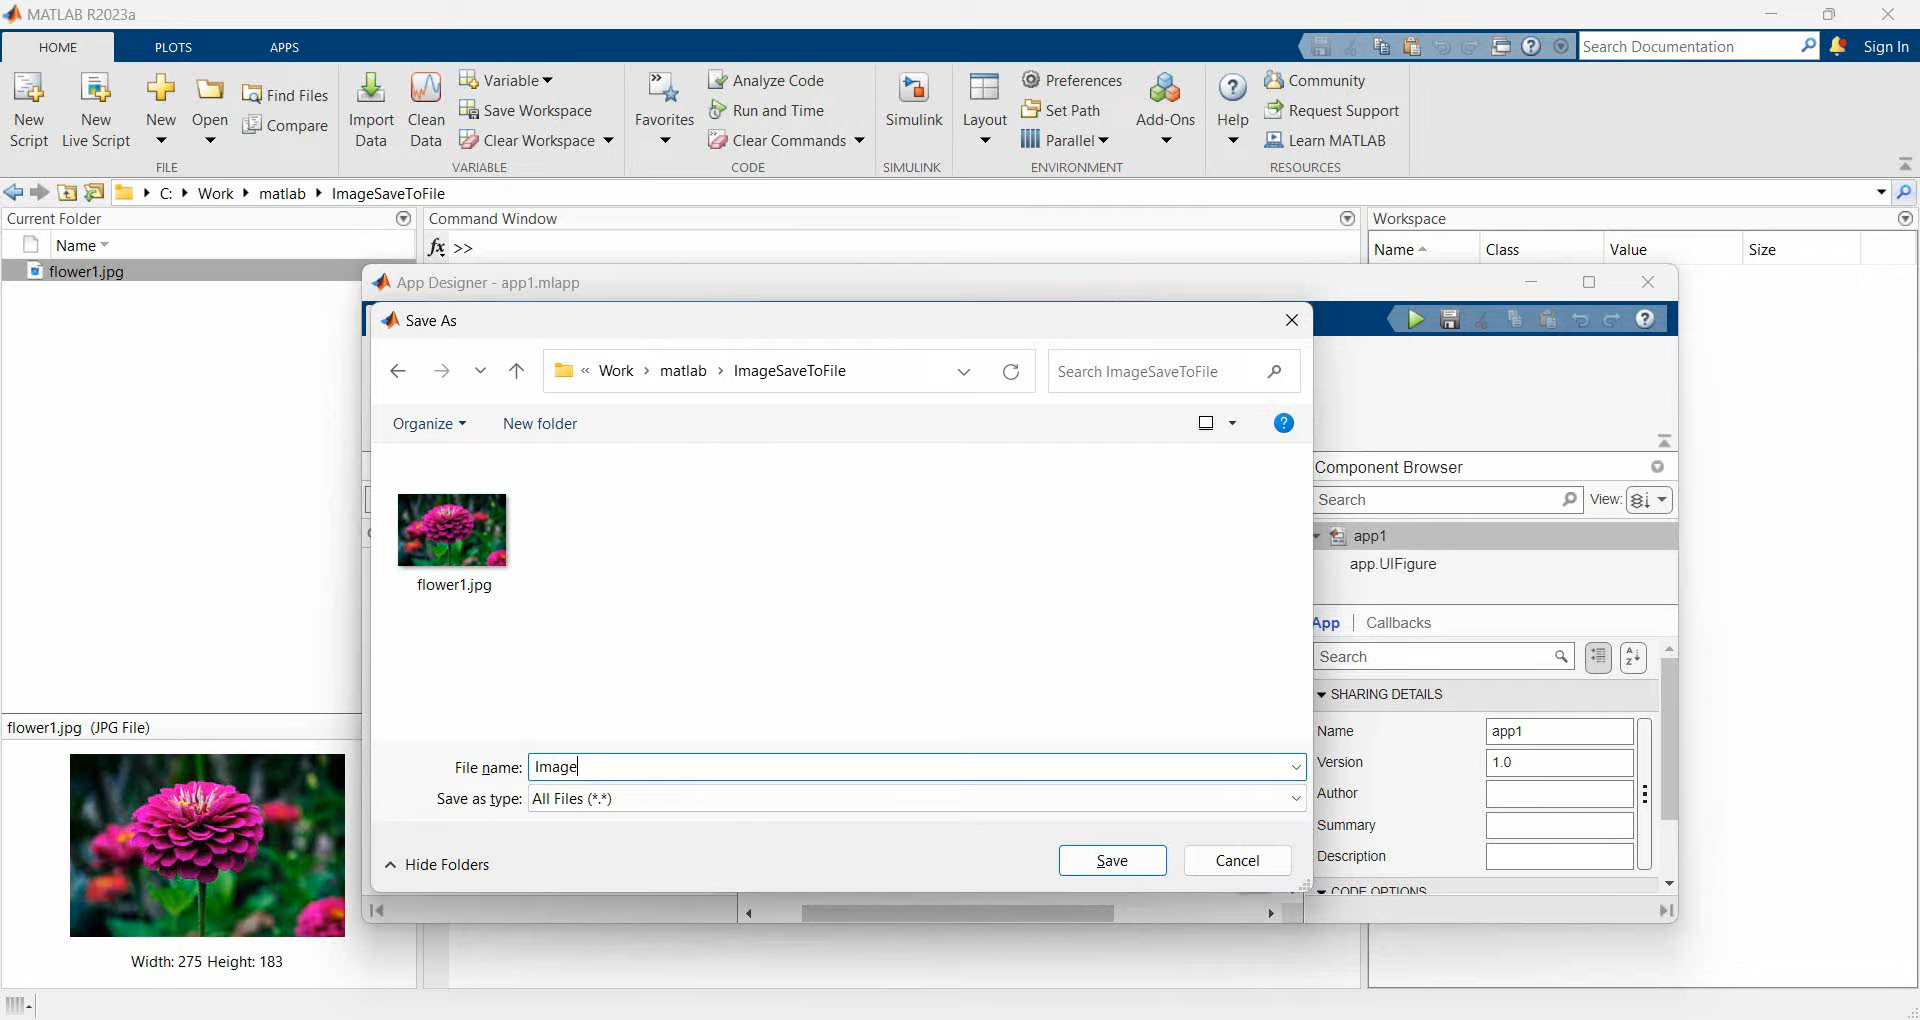 MATLAB R2023a
HOME PLOTS APPS
Search Documentation Sign In
New Script
New Live Script
New
Open
Find Files
Compare
FILE
Import Data
Clean Data
Variable
Save Workspace
Clear Workspace
VARIABLE
Favorites
Analyze Code
Run and Time
Clear Commands
CODE
Simulink
SIMULINK
Layout
Preferences
Set Path
Parallel
Add-Ons
ENVIRONMENT
Help
Community
Request Support
Learn MATLAB
RESOURCES
C: Work matlab ImageSaveToFile
Current Folder
Name
flower1.jpg
Command Window
fx >>
Workspace
Name Class Value Size
App Designer - app1.mlapp
Save As
« Work › matlab › ImageSaveToFile
Search ImageSaveToFile
Organize New folder
flower1.jpg
File name: Image
Save as type: All Files (*.*)
Hide Folders
Save
Cancel
Component Browser
Search View:
app1
app.UIFigure
App Callbacks
Search
SHARING DETAILS
Name app1
Version 1.0
Author
Summary
Description
CODE OPTIONS
flower1.jpg (JPG File)
Width: 275 Height: 183